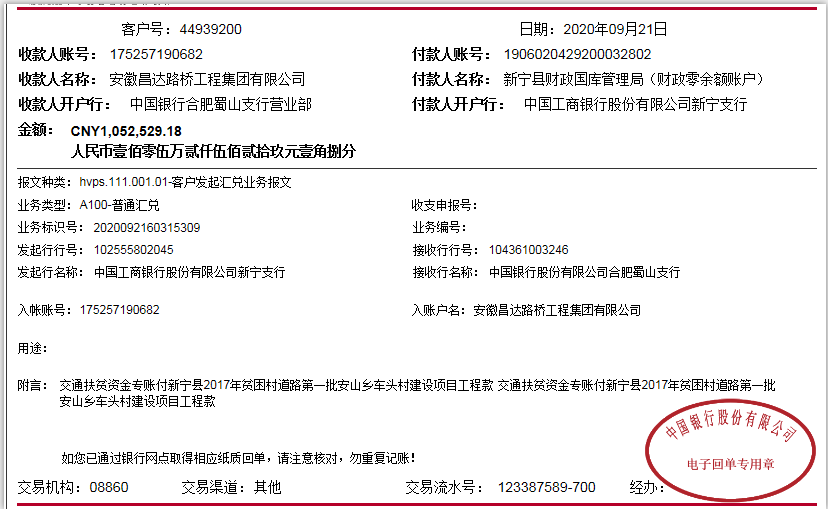 客户号：44939200 日期：2020年09月21日
收款人账号：175257190682 付款人账号：1906020429200032802
收款人名称：安徽昌达路桥工程集团有限公司 付款人名称：新宁县财政国库管理局（财政零余额账户）
收款人开户行：中国银行合肥蜀山支行营业部 付款人开户行：中国工商银行股份有限公司新宁支行
金额：CNY1,052,529.18
人民币壹佰零伍万贰仟伍佰贰拾玖元壹角捌分
报文种类：hvps.111.001.01-客户发起汇兑业务报文
业务类型：A100-普通汇兑 收支申报号：
业务标识号：2020092160315309 业务编号：
发起行行号：102555802045 接收行行号：104361003246
发起行名称：中国工商银行股份有限公司新宁支行 接收行名称：中国银行股份有限公司合肥蜀山支行
入帐账号：175257190682 入账户名：安徽昌达路桥工程集团有限公司
用途：
附言：交通扶贫资金专账付新宁县2017年贫困村道路第一批安山乡车头村建设项目工程款 交通扶贫资金专账付新宁县2017年贫困村道路第一批
安山乡车头村建设项目工程款
中国银行股份有限公司
电子回单专用章
如您已通过银行网点取得相应纸质回单，请注意核对，勿重复记账！
交易机构：08860 交易渠道：其他 交易流水号：123387589-700 经办：